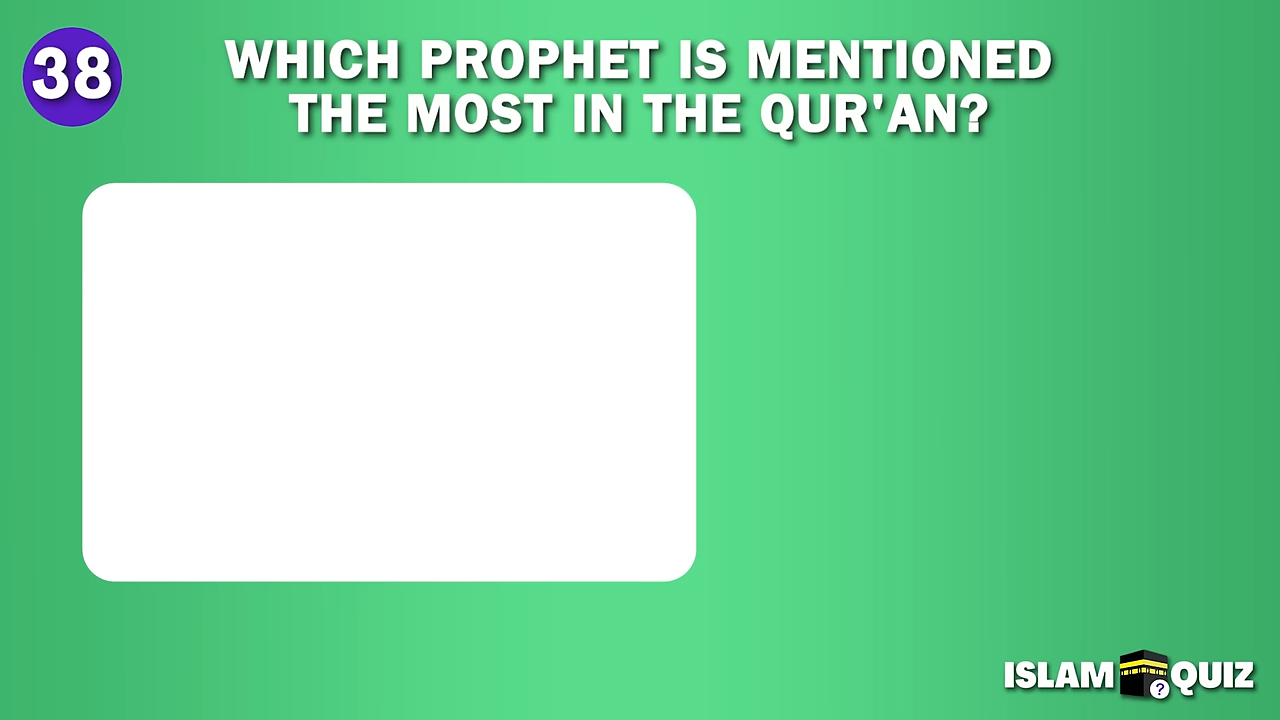 38
WHICH PROPHET IS MENTIONED
THE MOST IN THE QUR'AN?
ISLAM ? QUIZ